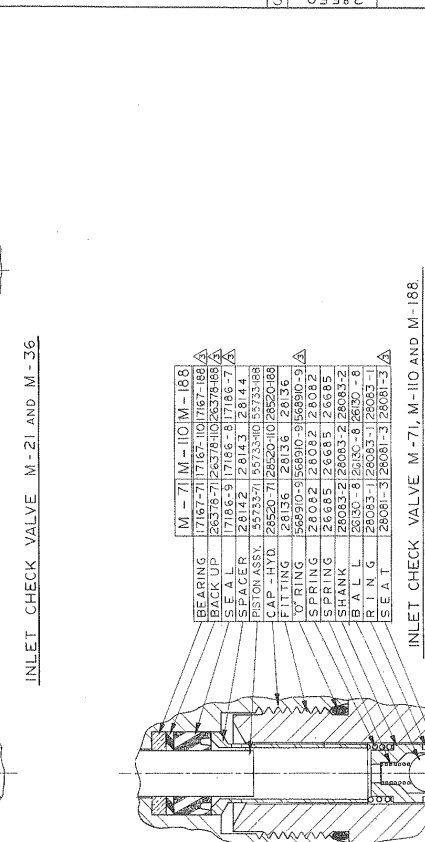 INLET CHECK VALVE M-21 AND M-36
M-71 M-110 M-188
BEARING 17167-71 17167-110 17167-188 3
BACK UP 26378-71 26378-110 26378-188 3
SEAL 17186-9 17186-8 17186-7 3
SPACER 28142 28143 28144
PISTON ASSY. 55733-71 55733-110 55733-188
CAP-HYD. 28520-71 28520-110 28520-188
FITTING 28136 28136 28136
"O" RING 568910-9 568910-9 568910-9 3
SPRING 28082 28082 28082
SPRING 26685 26685 26685
SHANK 28083-2 28083-2 28083-2
BALL 26130-8 26130-8 26130-8
RING 28083-1 28083-1 28083-1
SEAT 28081-3 28081-3 28081-3 3
INLET CHECK VALVE M-71, M-110 AND M-188.